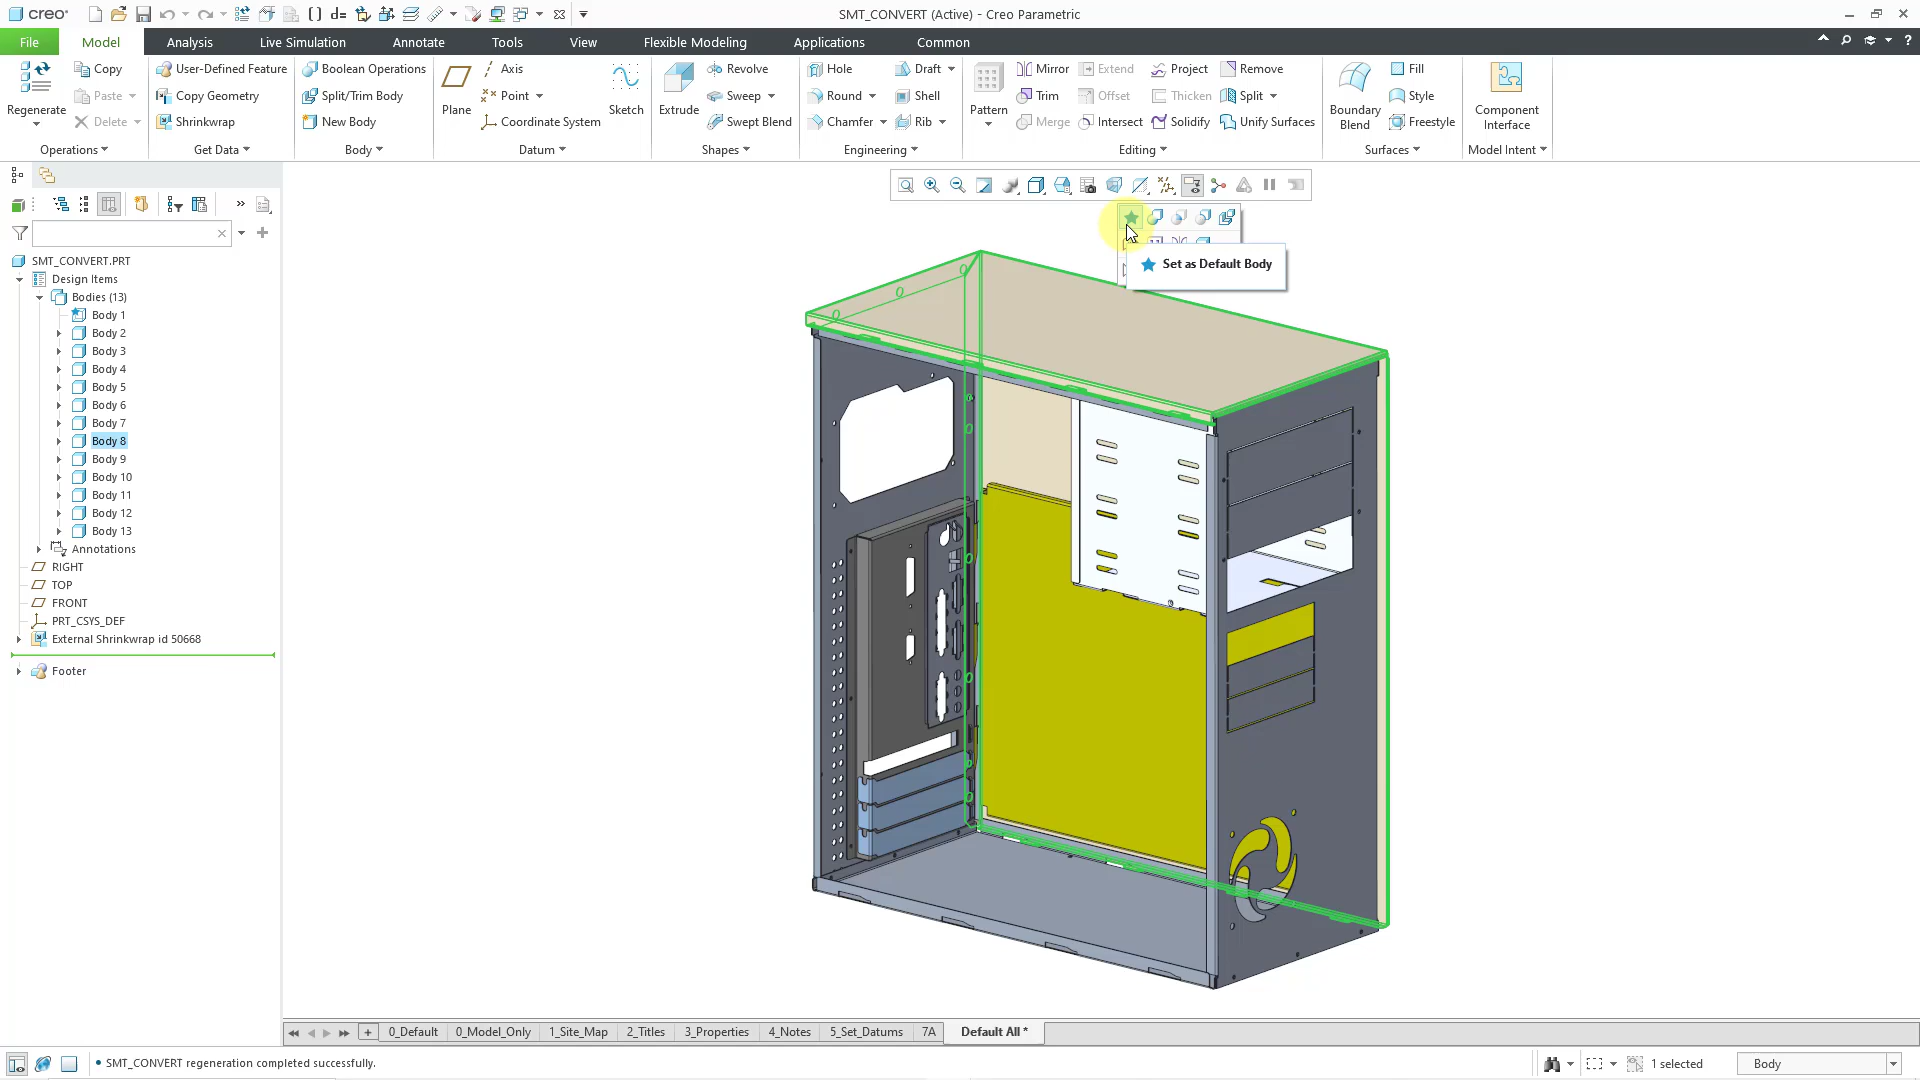 creo
SMT_CONVERT (Active) - Creo Parametric
File
Model
Analysis
Live Simulation
Annotate
Tools
View
Flexible Modeling
Applications
Common
Regenerate
Copy
Paste
Delete
Operations
User-Defined Feature
Copy Geometry
Shrinkwrap
Get Data
Boolean Operations
Split/Trim Body
New Body
Body
Plane
Axis
Point
Coordinate System
Sketch
Datum
Extrude
Revolve
Sweep
Swept Blend
Shapes
Hole
Round
Chamfer
Draft
Shell
Rib
Engineering
Pattern
Mirror
Trim
Merge
Extend
Offset
Intersect
Project
Thicken
Solidify
Remove
Split
Unify Surfaces
Editing
Boundary
Blend
Fill
Style
Freestyle
Surfaces
Component
Interface
Model Intent
Set as Default Body
SMT_CONVERT.PRT
Design Items
Bodies (13)
Body 1
Body 2
Body 3
Body 4
Body 5
Body 6
Body 7
Body 8
Body 9
Body 10
Body 11
Body 12
Body 13
Annotations
RIGHT
TOP
FRONT
PRT_CSYS_DEF
External Shrinkwrap id 50668
Footer
0_Default
0_Model_Only
1_Site_Map
2_Titles
3_Properties
4_Notes
5_Set_Datums
7A
Default All *
• SMT_CONVERT regeneration completed successfully.
1 selected
Body